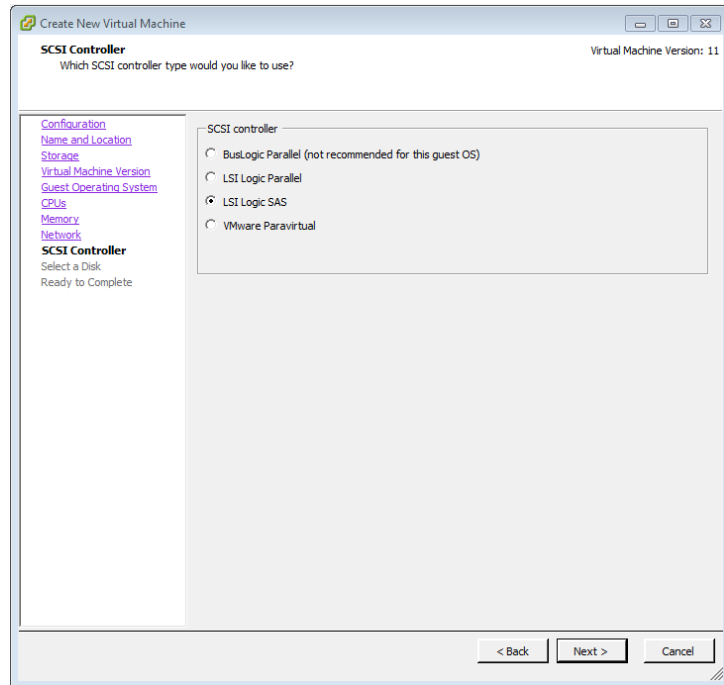 Create New Virtual Machine
SCSI Controller
Which SCSI controller type would you like to use?
Virtual Machine Version: 11
Configuration
Name and Location
Storage
Virtual Machine Version
Guest Operating System
CPUs
Memory
Network
SCSI Controller
Select a Disk
Ready to Complete
SCSI controller
BusLogic Parallel (not recommended for this guest OS)
LSI Logic Parallel
LSI Logic SAS
VMware Paravirtual
< Back
Next >
Cancel